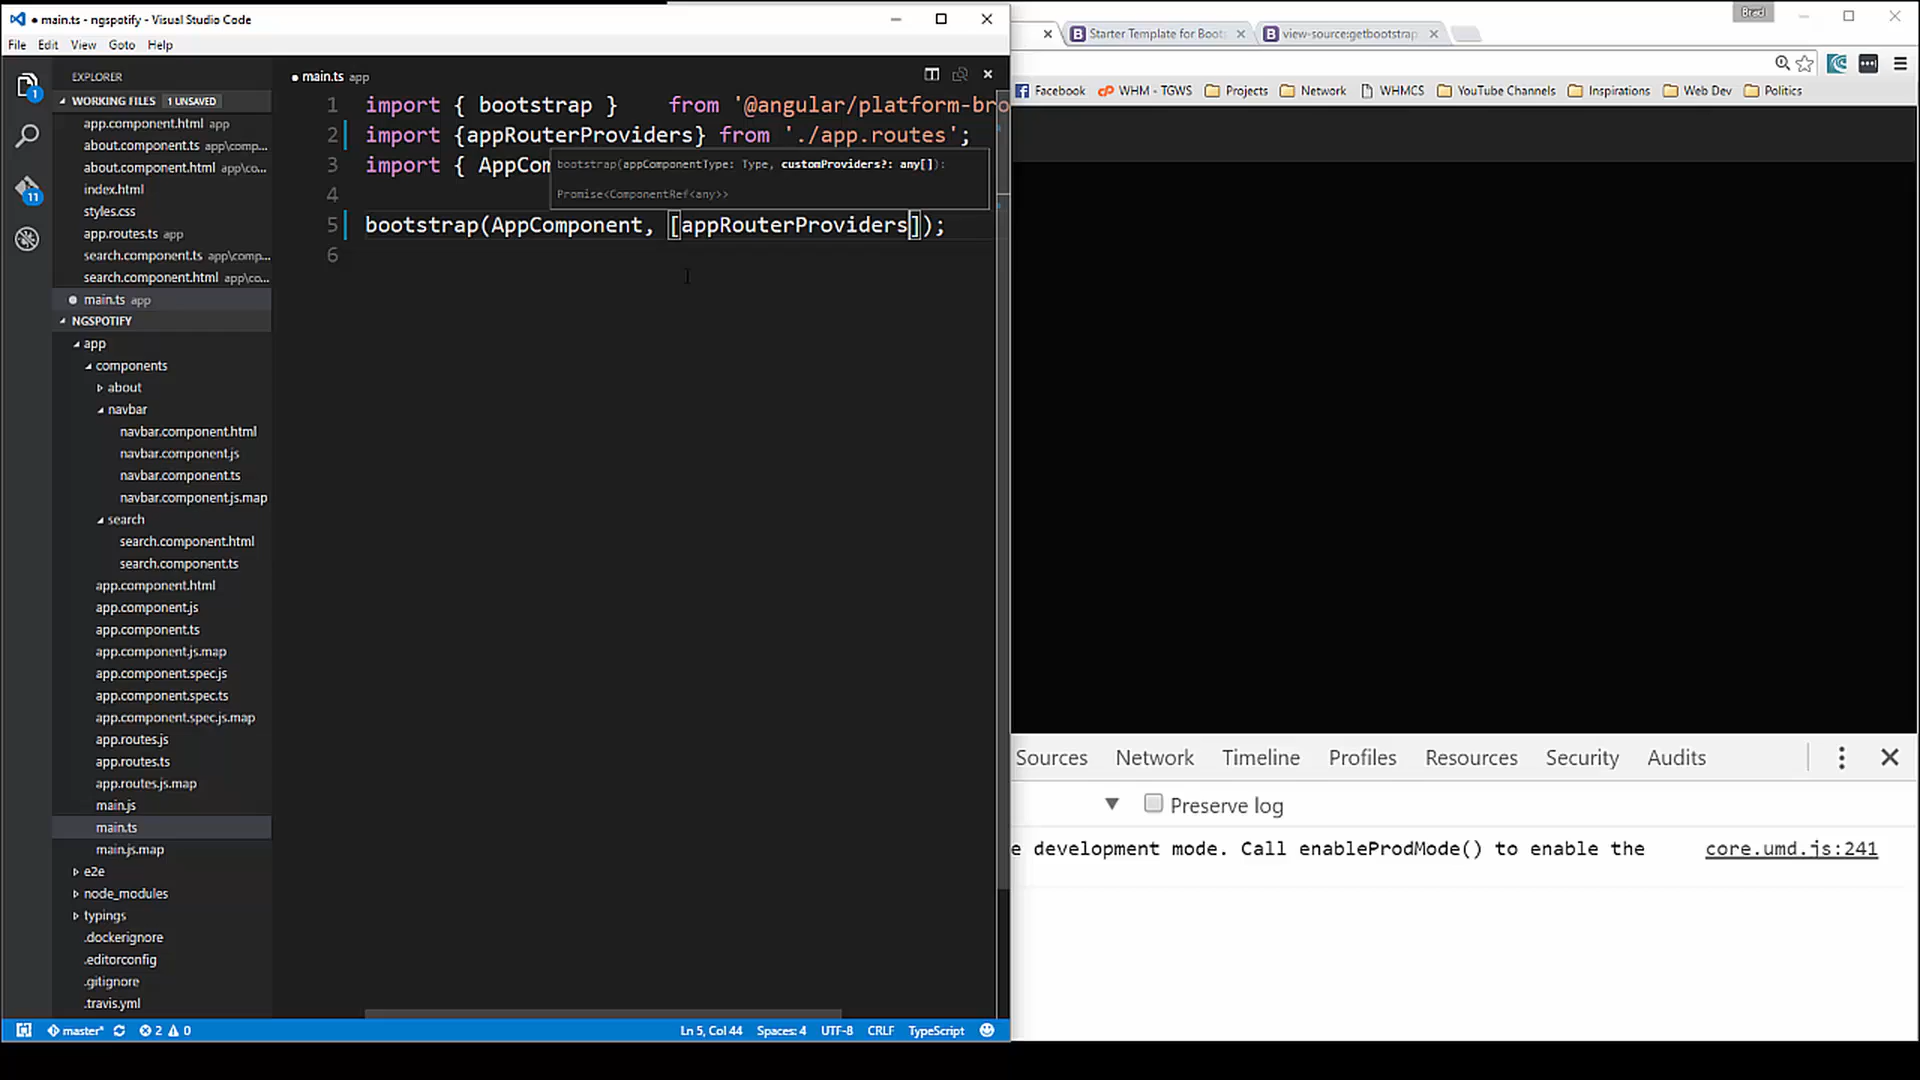 main.ts - ngspotify - Visual Studio Code
File Edit View Goto Help
EXPLORER
WORKING FILES 1 UNSAVED
app.component.html app
about.component.ts app\comp...
about.component.html app\co...
index.html
styles.css
app.routes.ts app
search.component.ts app\comp...
search.component.html app\co...
main.ts app
NGSPOTIFY
app
components
about
navbar
navbar.component.html
navbar.component.js
navbar.component.ts
navbar.component.js.map
search
search.component.html
search.component.ts
app.component.html
app.component.js
app.component.ts
app.component.js.map
app.component.spec.js
app.component.spec.ts
app.component.spec.js.map
app.routes.js
app.routes.ts
app.routes.js.map
main.js
main.ts
main.js.map
e2e
node_modules
typings
.dockerignore
.editorconfig
.gitignore
.travis.yml
1
11
main.ts app
1 import { bootstrap } from '@angular/platform-bro
2 import {appRouterProviders} from './app.routes';
3 import { AppCom
bootstrap(appComponentType: Type, customProviders?: any[]):
Promise<ComponentRef<any>>
4
5 bootstrap(AppComponent, [appRouterProviders]);
6
master* 2 0
Ln 5, Col 44 Spaces: 4 UTF-8 CRLF TypeScript
Brad
Starter Template for Boot
view-source:getbootstrap
Facebook WHM - TGWS Projects Network WHMCS YouTube Channels Inspirations Web Dev Politics
Sources Network Timeline Profiles Resources Security Audits
Preserve log
e development mode. Call enableProdMode() to enable the core.umd.js:241